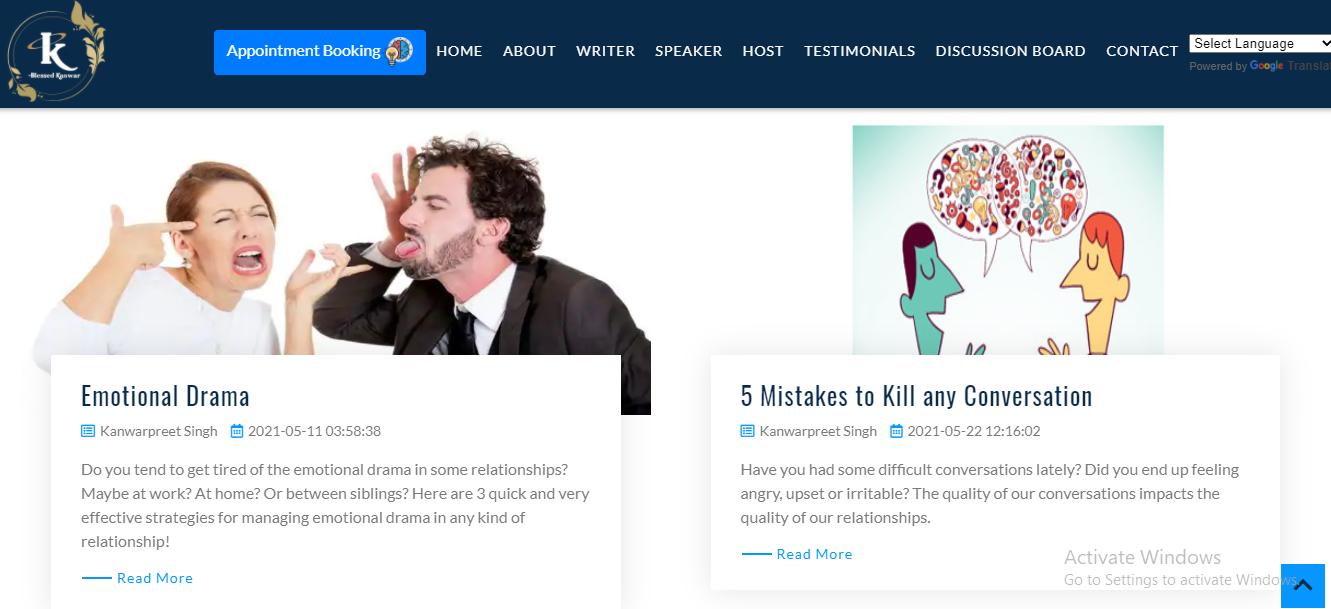 K
-Blessed Kanwar
Appointment Booking
HOME
ABOUT
WRITER
SPEAKER
HOST
TESTIMONIALS
DISCUSSION BOARD
CONTACT
Select Language
Powered by Google Translat
Emotional Drama
Kanwarpreet Singh 2021-05-11 03:58:38
Do you tend to get tired of the emotional drama in some relationships?
Maybe at work? At home? Or between siblings? Here are 3 quick and very
effective strategies for managing emotional drama in any kind of
relationship!
Read More
5 Mistakes to Kill any Conversation
Kanwarpreet Singh 2021-05-22 12:16:02
Have you had some difficult conversations lately? Did you end up feeling
angry, upset or irritable? The quality of our conversations impacts the
quality of our relationships.
Read More
Activate Windows
Go to Settings to activate Windows.